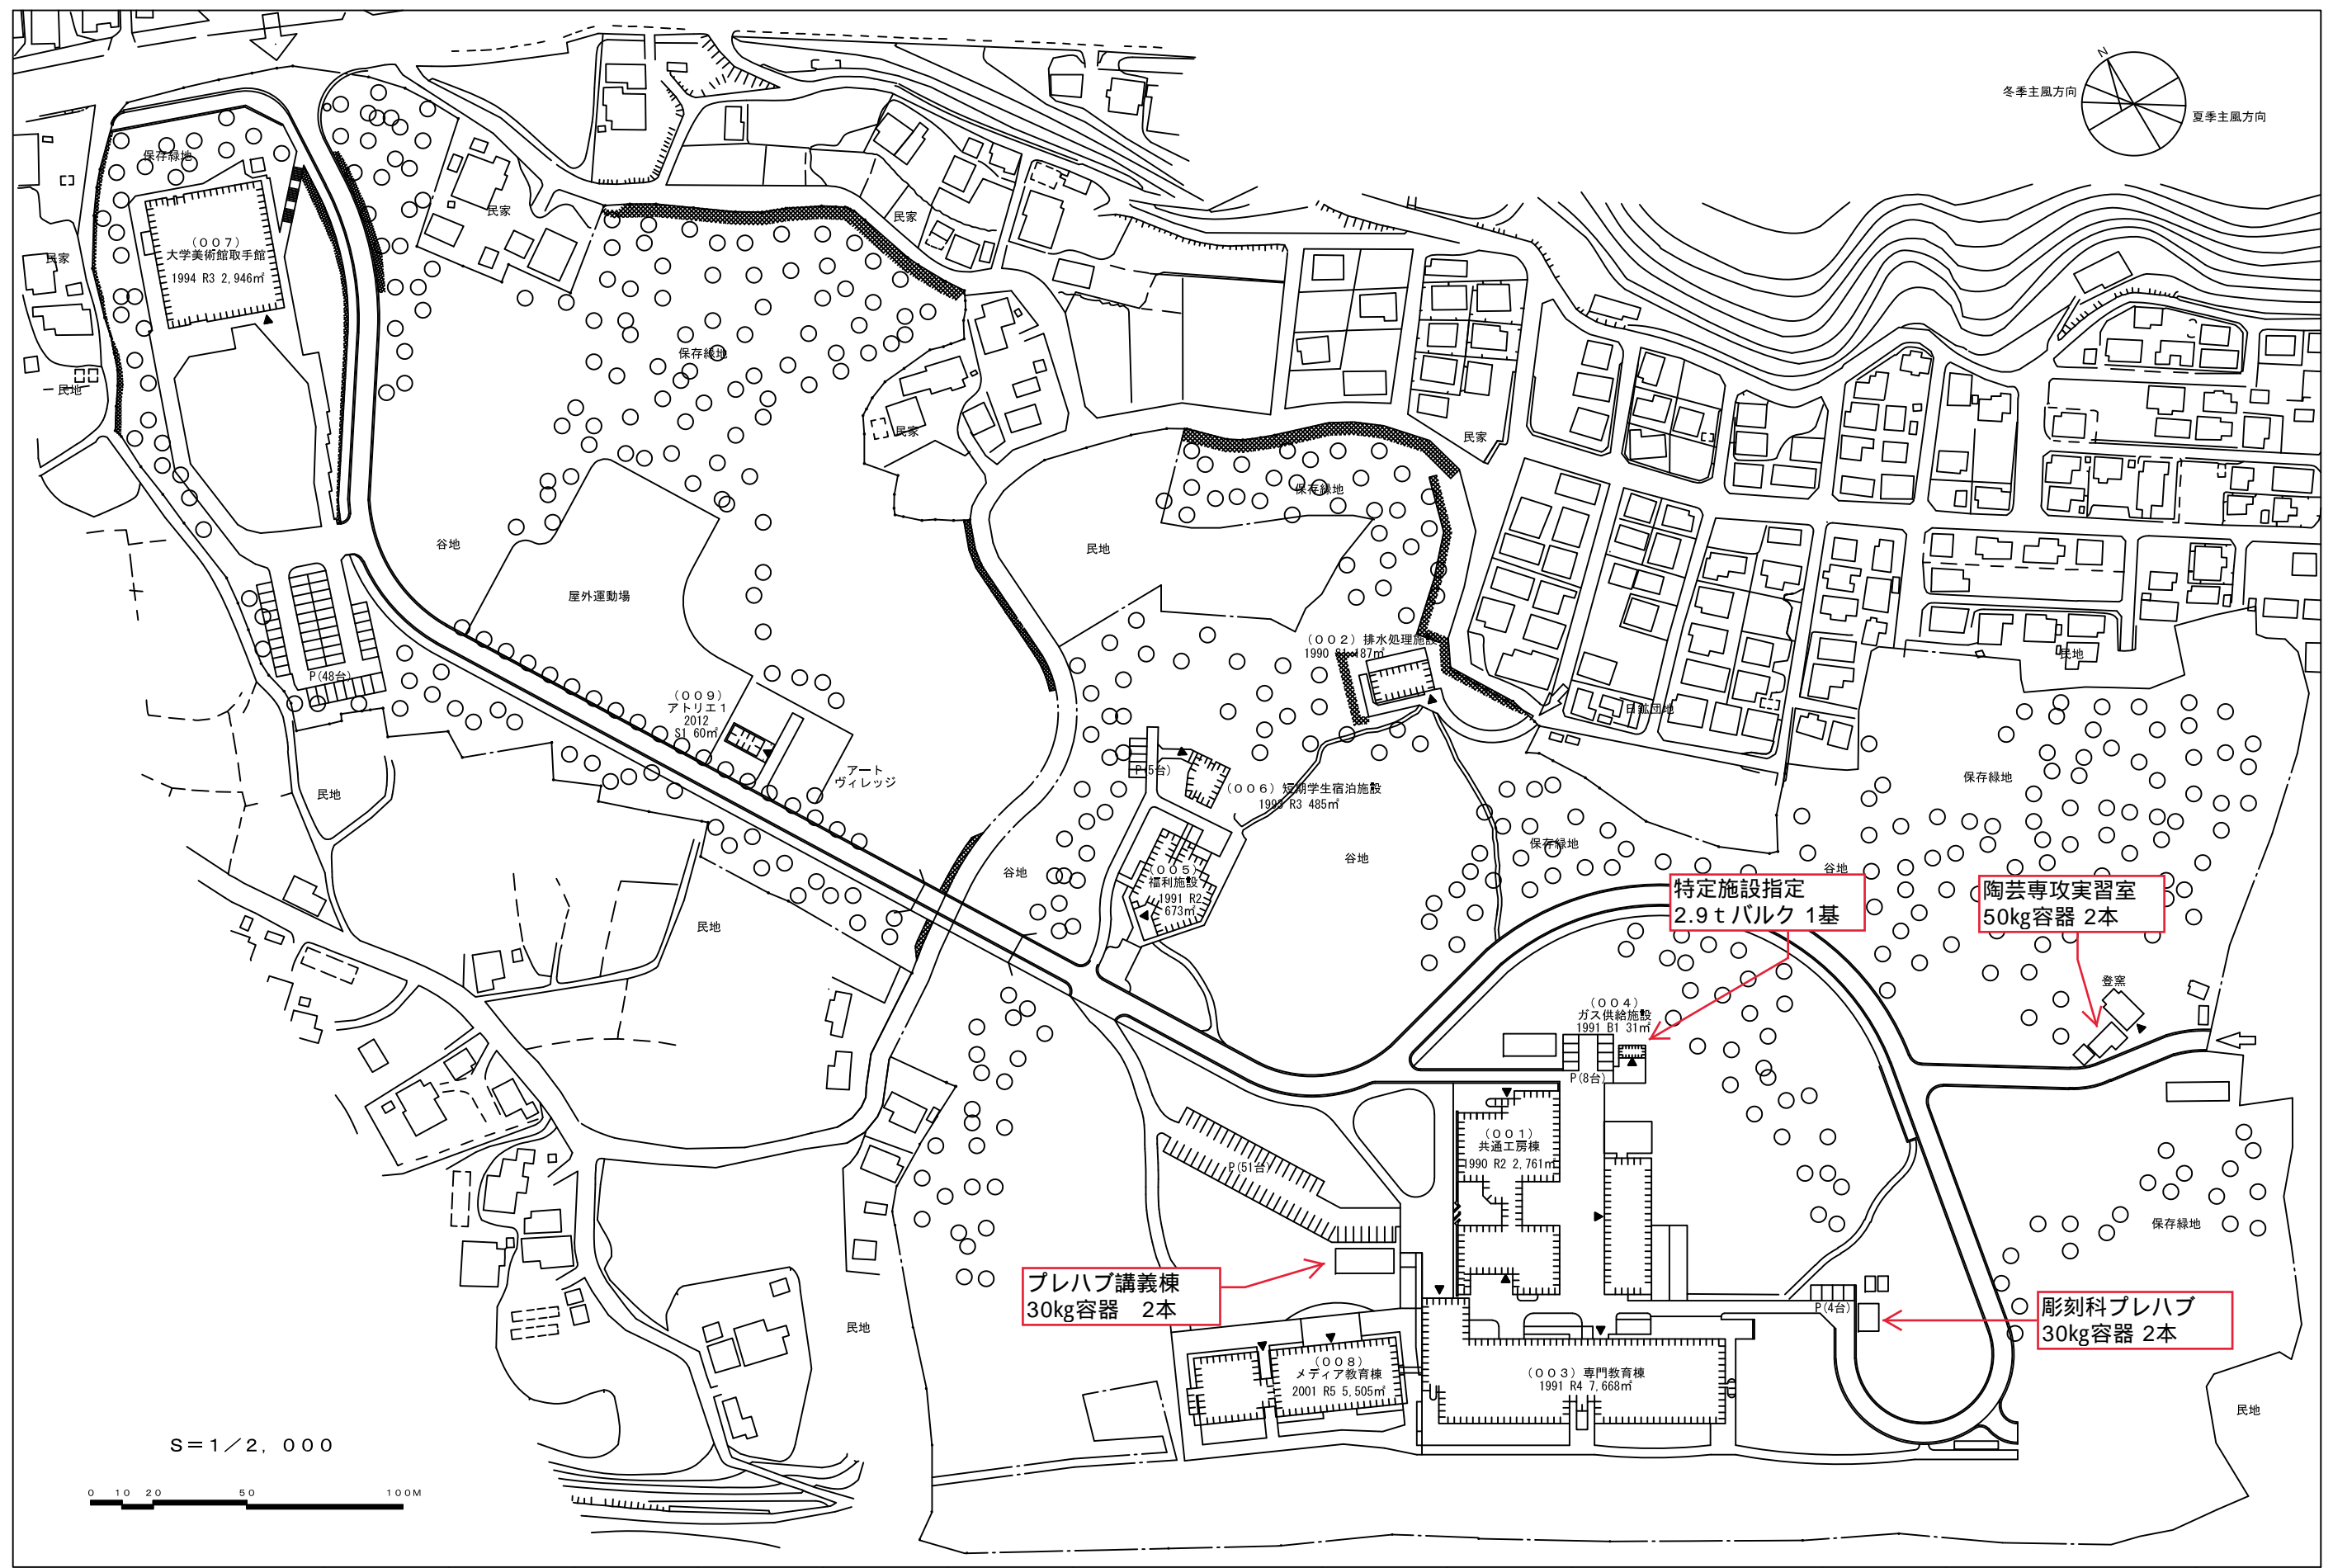 N
冬季主風方向
夏季主風方向
保存緑地
民家
民家
(００７)
大学美術館取手館
1994 R3 2,946㎡
民家
保存緑地
民地
民家
民家
保存緑地
谷地
民地
屋外運動場
(００２) 排水処理施設
1990 S1 187㎡
民地
P(48台)
(００９)
アトリエ１
2012
S1 60㎡
日鉱団地
アート
ヴィレッジ
P(5台)
保存緑地
(００６) 短期学生宿泊施設
1993 R3 485㎡
民地
保存緑地
谷地
谷地
谷地
(００５)
福利施設
1991 R2
673㎡
特定施設指定
2.9ｔバルク 1基
陶芸専攻実習室
50㎏容器 2本
民地
登窯
(００４)
ガス供給施設
1991 B1 31㎡
P(8台)
(００１)
共通工房棟
1990 R2 2,761㎡
P(51台)
保存緑地
プレハブ講義棟
30㎏容器　2本
彫刻科プレハブ
30㎏容器 2本
P(4台)
民地
(００８)
メディア教育棟
2001 R5 5,505㎡
(００３) 専門教育棟
1991 R4 7,668㎡
民地
S＝１／２，０００
0 10 20 50 100M